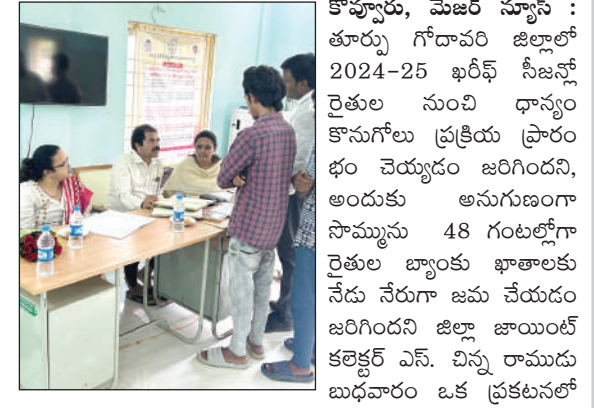 కొవ్వూరు, మేజర్ న్యూస్ :
తూర్పు గోదావరి జిల్లాలో
2024-25 ఖరీఫ్ సీజన్లో
రైతుల నుంచి ధాన్యం
కొనుగోలు ప్రక్రియ ప్రారం
భం చెయ్యడం జరిగిందని,
అందుకు అనుగుణంగా
సొమ్మును 48 గంటల్లోగా
రైతుల బ్యాంకు ఖాతాలకు
నేడు నేరుగా జమ చేయడం
జరిగిందని జిల్లా జాయింట్
కలెక్టర్ ఎస్. చిన్న రాముడు
బుధవారం ఒక ప్రకటనలో